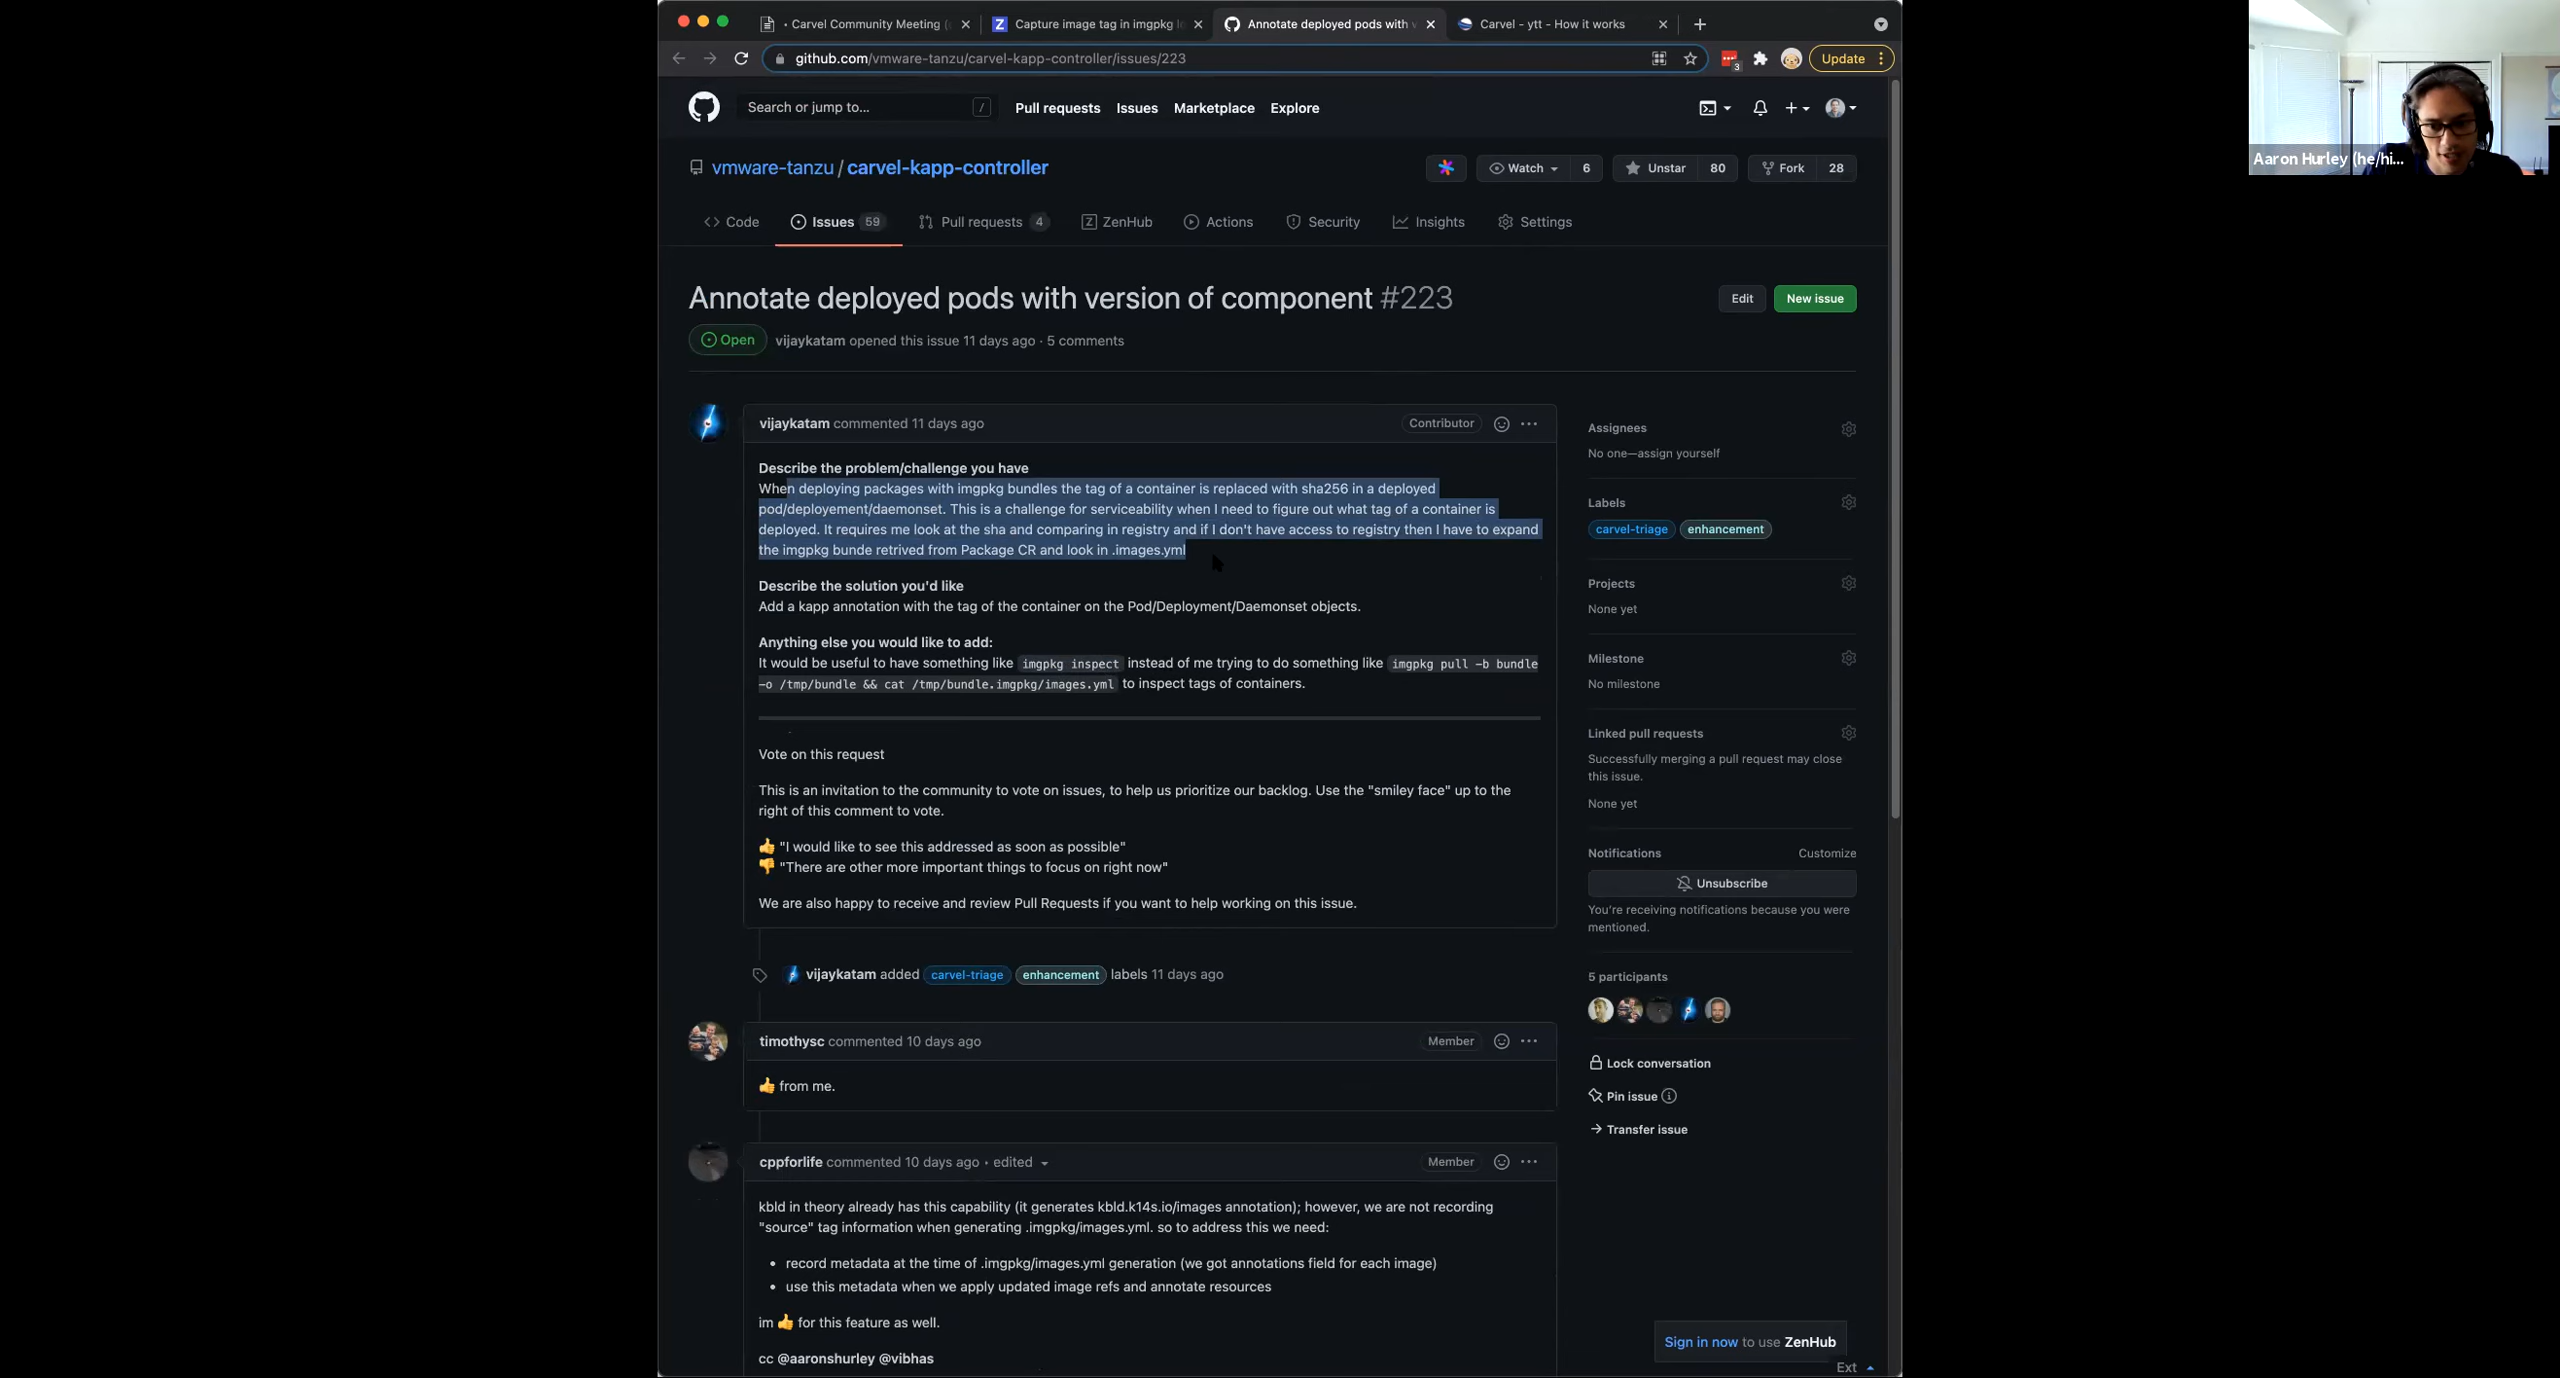 Carvel Community Meeting (
Capture image tag in imgpkg lo
Annotate deployed pods with v
Carvel - ytt - How it works
github.com/vmware-tanzu/carvel-kapp-controller/issues/223
3
Update
Search or jump to...
/
Pull requests Issues Marketplace Explore
vmware-tanzu / carvel-kapp-controller
Watch 6
Unstar 80
Fork 28
Code
Issues 59
Pull requests 4
ZenHub
Actions
Security
Insights
Settings
Annotate deployed pods with version of component #223
Edit
New issue
Open
vijaykatam opened this issue 11 days ago · 5 comments
vijaykatam commented 11 days ago
Contributor
Describe the problem/challenge you have
When deploying packages with imgpkg bundles the tag of a container is replaced with sha256 in a deployed
pod/deployement/daemonset. This is a challenge for serviceability when I need to figure out what tag of a container is
deployed. It requires me look at the sha and comparing in registry and if I don't have access to registry then I have to expand
the imgpkg bunde retrived from Package CR and look in .images.yml
Describe the solution you'd like
Add a kapp annotation with the tag of the container on the Pod/Deployment/Daemonset objects.
Anything else you would like to add:
It would be useful to have something like imgpkg inspect instead of me trying to do something like imgpkg pull -b bundle
-o /tmp/bundle && cat /tmp/bundle.imgpkg/images.yml to inspect tags of containers.
Vote on this request
This is an invitation to the community to vote on issues, to help us prioritize our backlog. Use the "smiley face" up to the
right of this comment to vote.
👍 "I would like to see this addressed as soon as possible"
👎 "There are other more important things to focus on right now"
We are also happy to receive and review Pull Requests if you want to help working on this issue.
vijaykatam added carvel-triage enhancement labels 11 days ago
timothysc commented 10 days ago
Member
👍 from me.
cppforlife commented 10 days ago • edited
Member
kbld in theory already has this capability (it generates kbld.k14s.io/images annotation); however, we are not recording
"source" tag information when generating .imgpkg/images.yml. so to address this we need:
• record metadata at the time of .imgpkg/images.yml generation (we got annotations field for each image)
• use this metadata when we apply updated image refs and annotate resources
im 👍 for this feature as well.
cc @aaronshurley @vibhas
Assignees
No one—assign yourself
Labels
carvel-triage enhancement
Projects
None yet
Milestone
No milestone
Linked pull requests
Successfully merging a pull request may close
this issue.
None yet
Notifications
Customize
Unsubscribe
You're receiving notifications because you were
mentioned.
5 participants
Lock conversation
Pin issue
Transfer issue
Sign in now to use ZenHub
Ext
Aaron Hurley (he/hi...